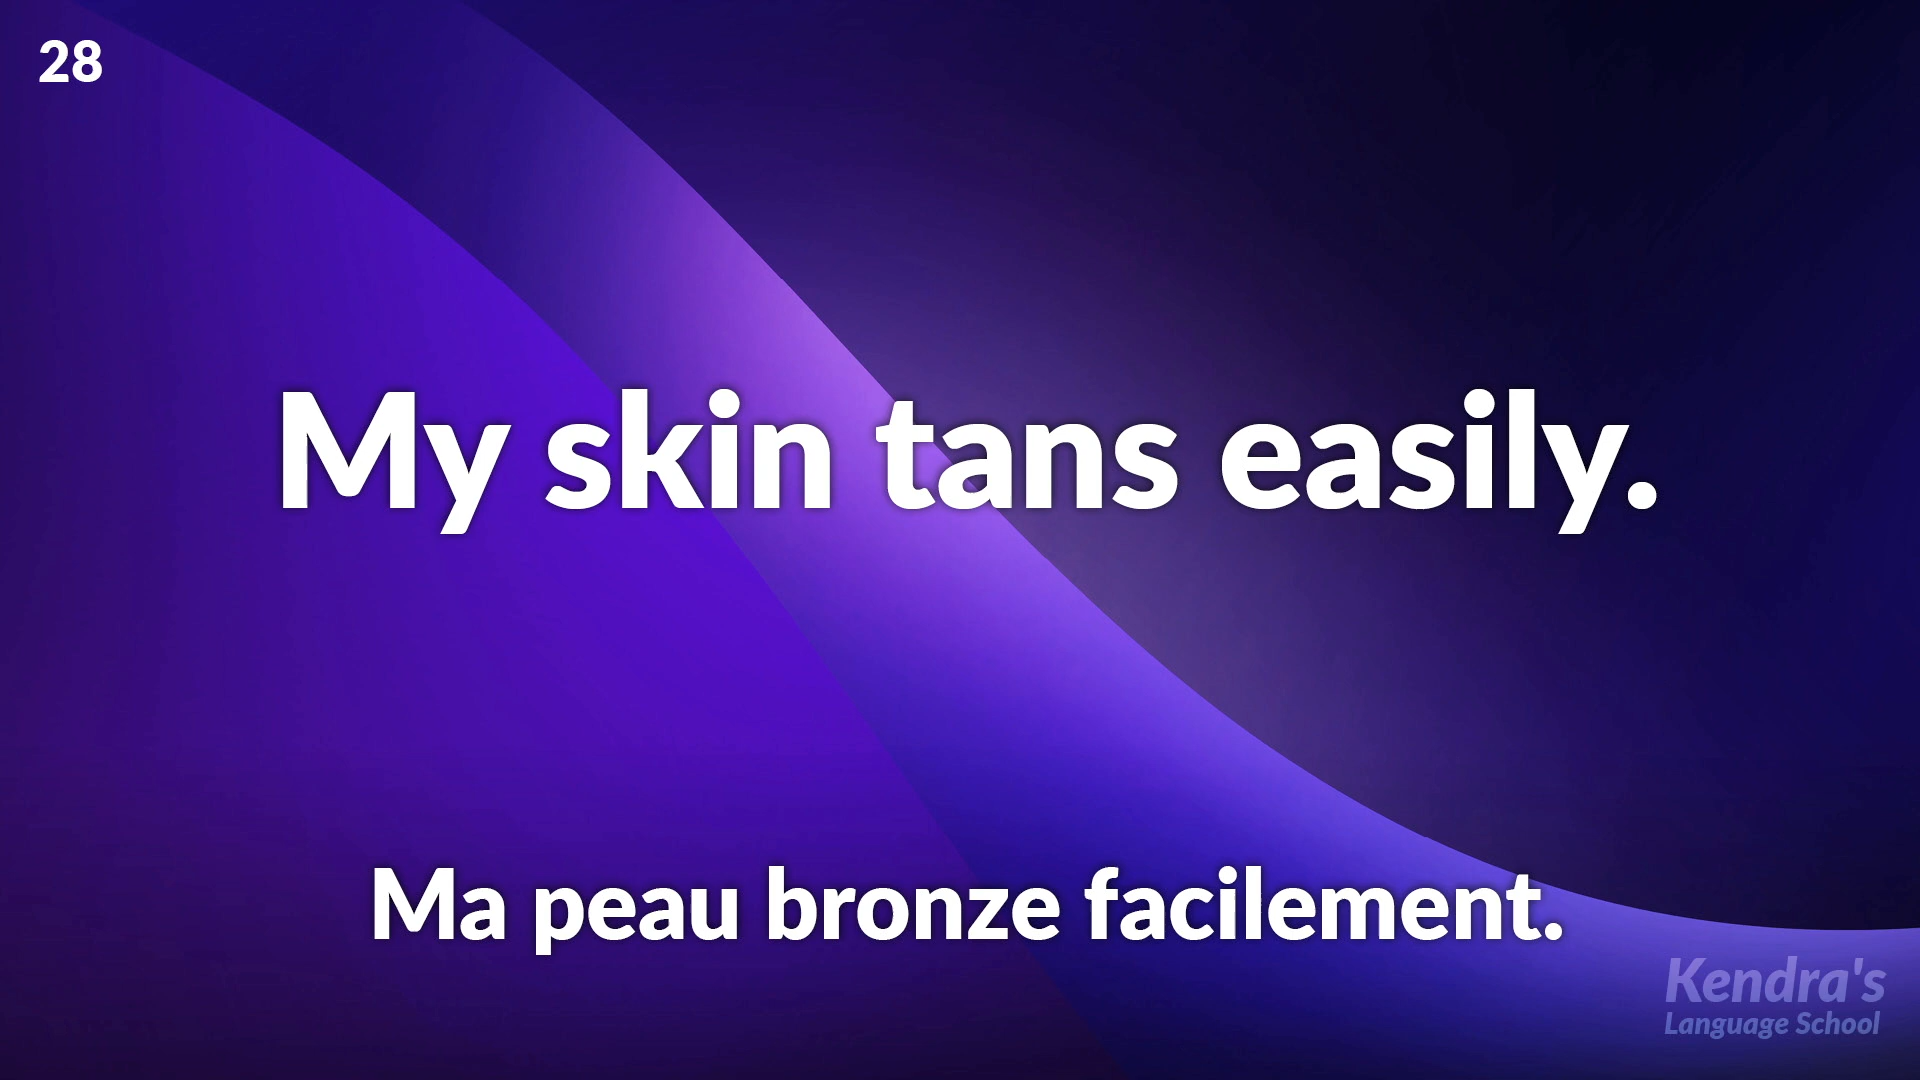 28
My skin tans easily.
Ma peau bronze facilement.
Kendra's
Language School